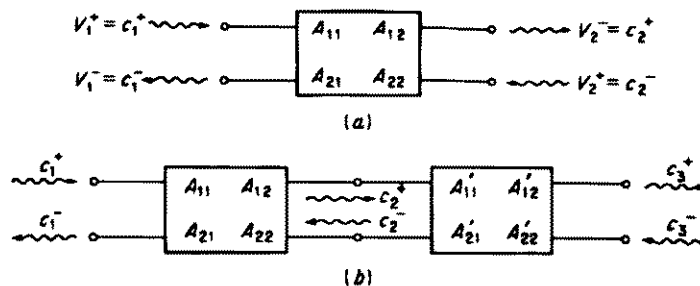 V₁⁺ = c₁⁺ A₁₁ A₁₂ V₂⁻ = c₂⁺
V₁⁻ = c₁⁻ A₂₁ A₂₂ V₂⁺ = c₂⁻
(a)
c₁⁺ A₁₁ A₁₂ c₂⁺ A′₁₁ A′₁₂ c₃⁺
c₁⁻ A₂₁ A₂₂ c₂⁻ A′₂₁ A′₂₂ c₃⁻
(b)